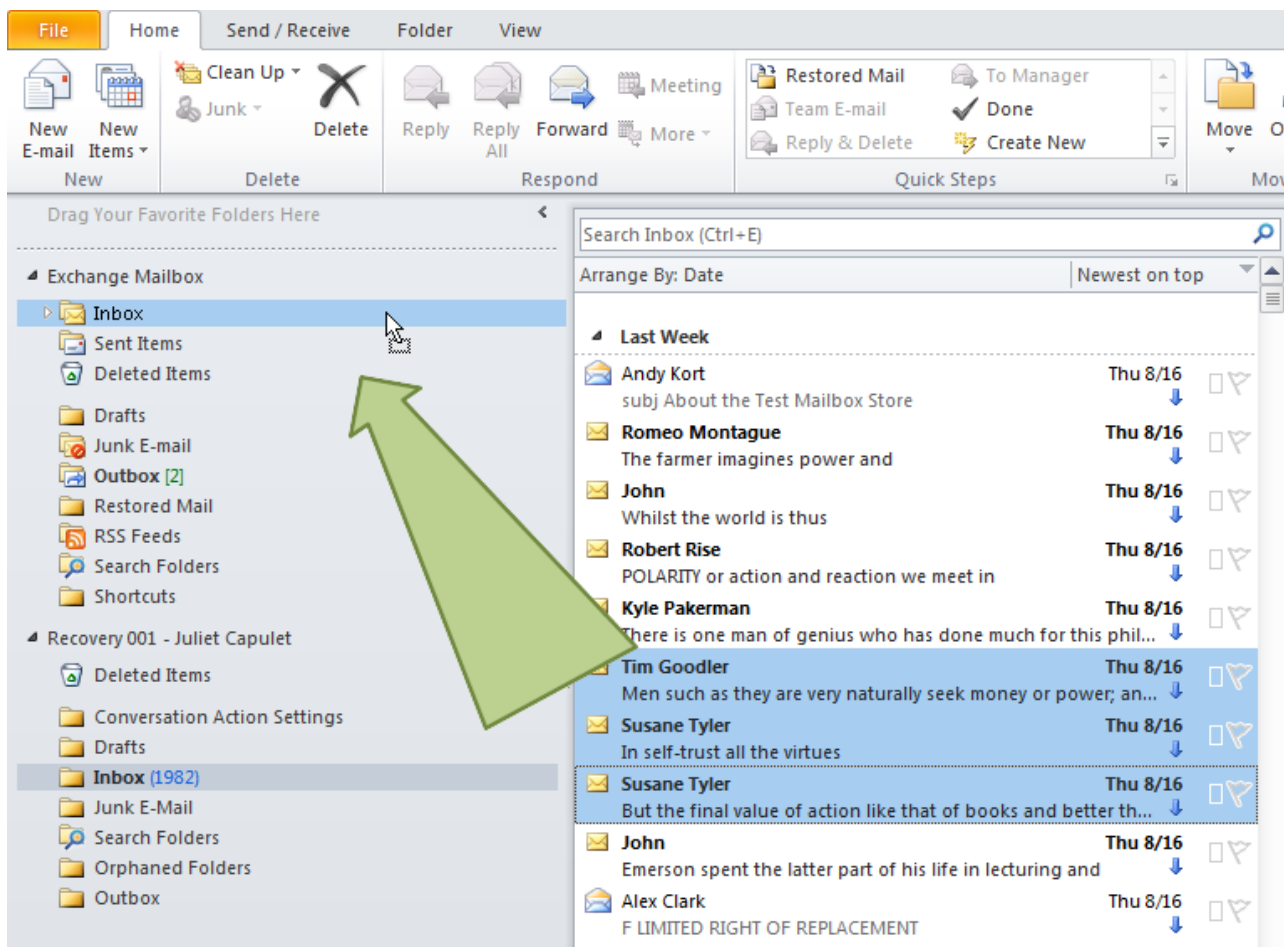 File Home Send / Receive Folder View
Clean Up Restored Mail To Manager
Junk Meeting Team E-mail Done
New New Delete Reply Reply Forward More Reply & Delete Create New Move
E-mail Items All
New Delete Respond Quick Steps
Drag Your Favorite Folders Here
Search Inbox (Ctrl+E)
Exchange Mailbox
Arrange By: Date Newest on top
Inbox
Sent Items
Deleted Items
Drafts
Junk E-mail
Outbox [2]
Restored Mail
RSS Feeds
Search Folders
Shortcuts
Recovery 001 - Juliet Capulet
Deleted Items
Conversation Action Settings
Drafts
Inbox (1982)
Junk E-Mail
Search Folders
Orphaned Folders
Outbox
Last Week
Andy Kort Thu 8/16
subj About the Test Mailbox Store
Romeo Montague Thu 8/16
The farmer imagines power and
John Thu 8/16
Whilst the world is thus
Robert Rise Thu 8/16
POLARITY or action and reaction we meet in
Kyle Pakerman Thu 8/16
There is one man of genius who has done much for this phil...
Tim Goodler Thu 8/16
Men such as they are very naturally seek money or power; an...
Susane Tyler Thu 8/16
In self-trust all the virtues
Susane Tyler Thu 8/16
But the final value of action like that of books and better th...
John Thu 8/16
Emerson spent the latter part of his life in lecturing and
Alex Clark Thu 8/16
F LIMITED RIGHT OF REPLACEMENT